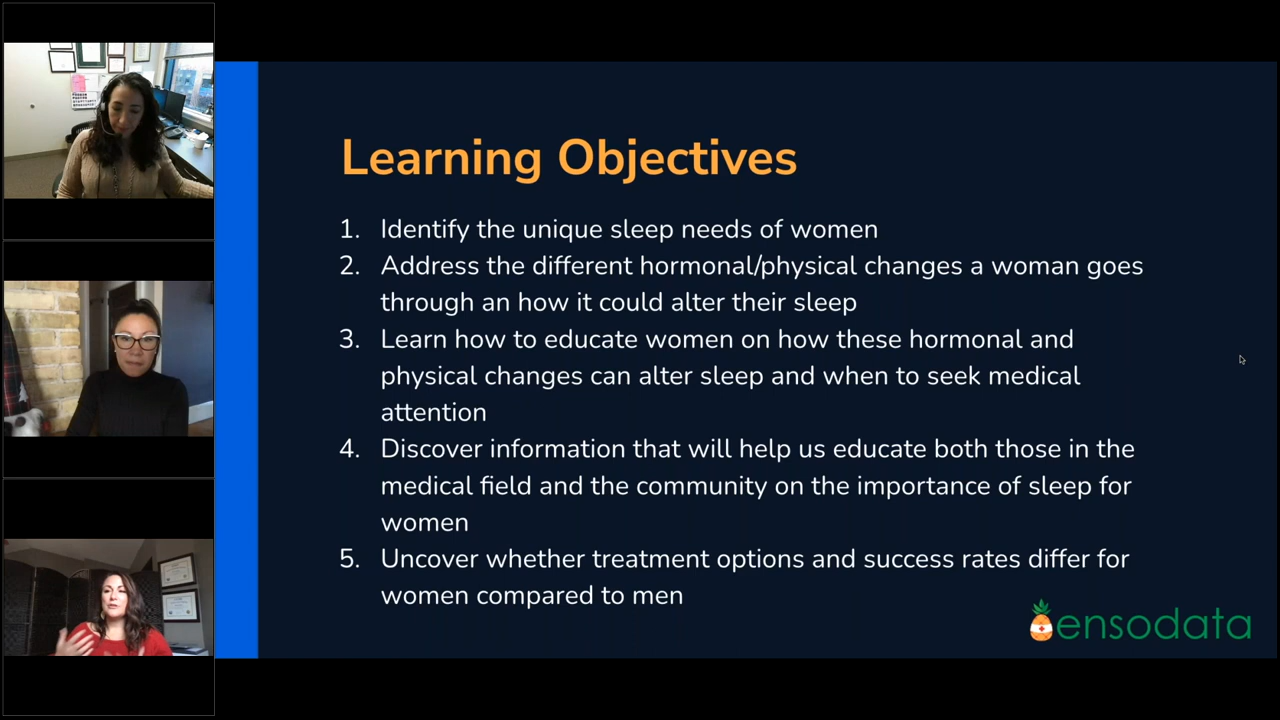 Learning Objectives
1. Identify the unique sleep needs of women
2. Address the different hormonal/physical changes a woman goes
through an how it could alter their sleep
3. Learn how to educate women on how these hormonal and
physical changes can alter sleep and when to seek medical
attention
4. Discover information that will help us educate both those in the
medical field and the community on the importance of sleep for
women
5. Uncover whether treatment options and success rates differ for
women compared to men
ensodata